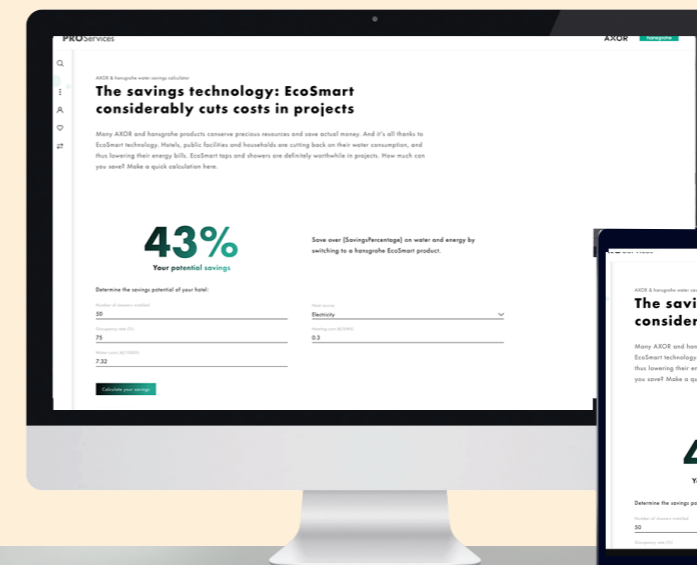 PROServices
AXOR
hansgrohe
AXOR & hansgrohe water savings calculator
The savings technology: EcoSmart
considerably cuts costs in projects
Many AXOR and hansgrohe products conserve precious resources and save actual money. And it's all thanks to
EcoSmart technology. Hotels, public facilities and households are cutting back on their water consumption, and
thus lowering their energy bills. EcoSmart taps and showers are definitely worthwhile in projects. How much can
you save? Make a quick calculation here.
43%
Your potential savings
Save over {SavingsPercentage} on water and energy by
switching to a hansgrohe EcoSmart product.
Determine the savings potential of your hotel:
Number of showers installed
50
Heat source
Electricity
Occupancy rate (%)
75
0.3
7.32
Calculate your savings
AXOR & hansgrohe water sav
The savi
consider
Many AXOR and han
EcoSmart technology.
thus lowering their en
you save? Make a qu
4
Yo
Determine the savings po
Number of showers installed
50
Occupancy rate (%)